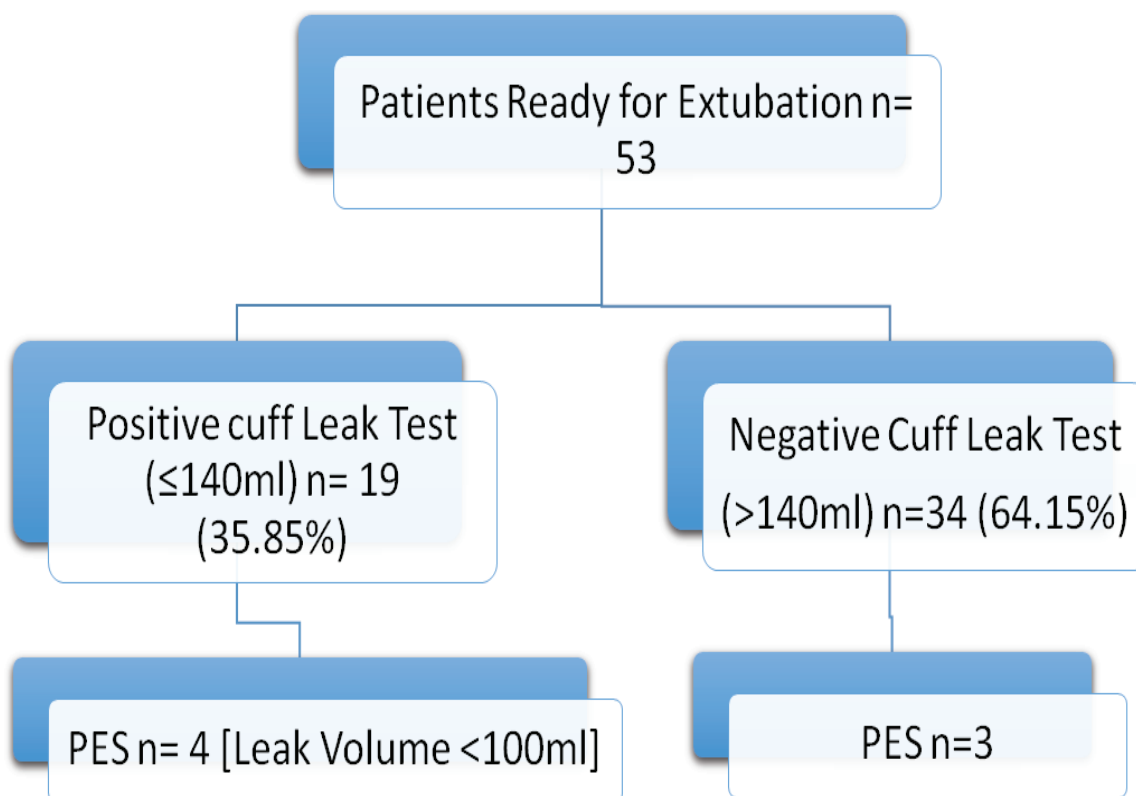 Patients Ready for Extubation n=
53
Positive cuff Leak Test
(≤140ml) n= 19
(35.85%)
Negative Cuff Leak Test
(>140ml) n=34 (64.15%)
PES n= 4 [Leak Volume <100ml]
PES n=3